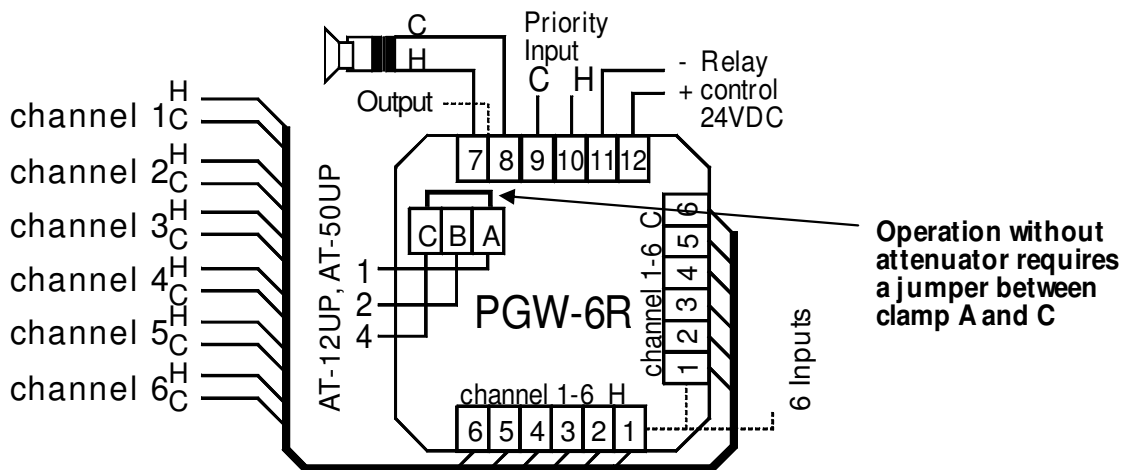 C
H
Priority
Input
C H
- Relay
+ control
24VDC
Output
7 8 9 10 11 12
channel 1 H C
channel 2 H C
channel 3 H C
channel 4 H C
channel 5 H C
channel 6 H C
AT-12UP, AT-50UP
C B A
1
2
4
PGW-6R
channel 1-6 C
6
5
4
3
2
1
Operation without
attenuator requires
a jumper between
clamp A and C
6 Inputs
channel 1-6 H
6 5 4 3 2 1